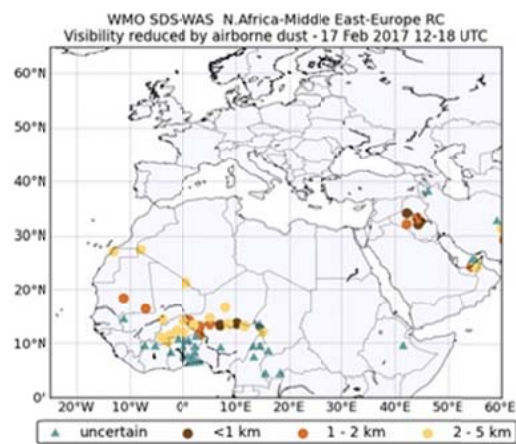 WMO SDS-WAS N.Africa-Middle East-Europe RC
Visibility reduced by airborne dust - 17 Feb 2017 12-18 UTC
60°N
50°N
40°N
30°N
20°N
10°N
0°
20°W 10°W 0° 10°E 20°E 30°E 40°E 50°E 60°E
uncertain <1 km 1 - 2 km 2 - 5 km